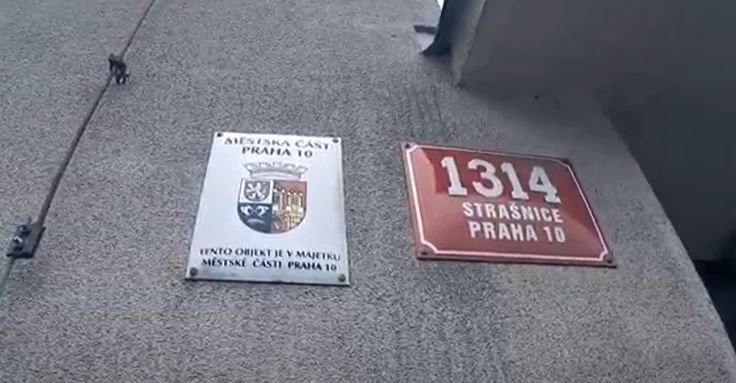 MĚSTSKÁ ČÁST
PRAHA 10
TENTO OBJEKT JE V MAJETKU
MĚSTSKÉ ČÁSTI PRAHA 10
1314
STRAŠNICE
PRAHA 10